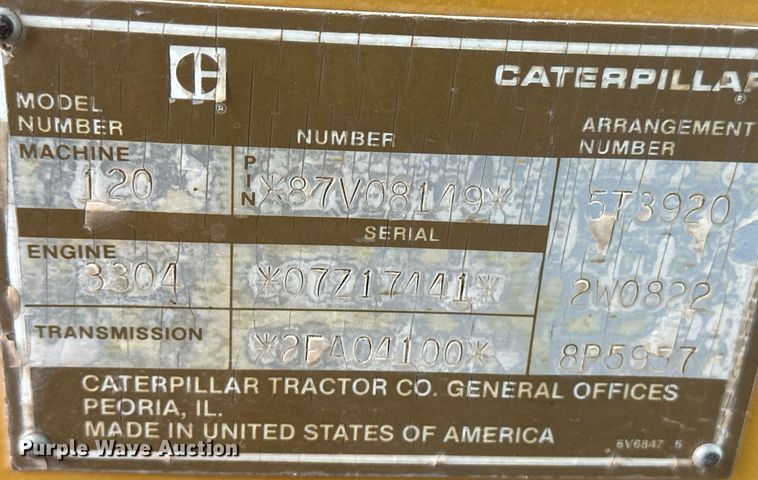 CATERPILLAR
MODEL NUMBER
NUMBER
ARRANGEMENT NUMBER
MACHINE
120
PIN
*87V08149*
5T3920
SERIAL
ENGINE
3304
*07Z17441*
2W0822
TRANSMISSION
*2FA04100*
8P5957
CATERPILLAR TRACTOR CO. GENERAL OFFICES
PEORIA, IL.
MADE IN UNITED STATES OF AMERICA
Purple Wave Auction